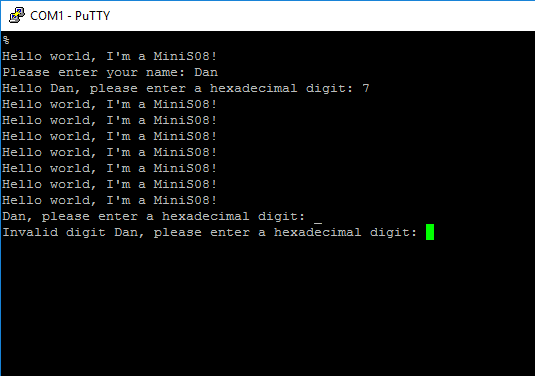 COM1 - PuTTY
%
Hello world, I'm a MiniS08!
Please enter your name: Dan
Hello Dan, please enter a hexadecimal digit: 7
Hello world, I'm a MiniS08!
Hello world, I'm a MiniS08!
Hello world, I'm a MiniS08!
Hello world, I'm a MiniS08!
Hello world, I'm a MiniS08!
Hello world, I'm a MiniS08!
Hello world, I'm a MiniS08!
Dan, please enter a hexadecimal digit: _
Invalid digit Dan, please enter a hexadecimal digit: